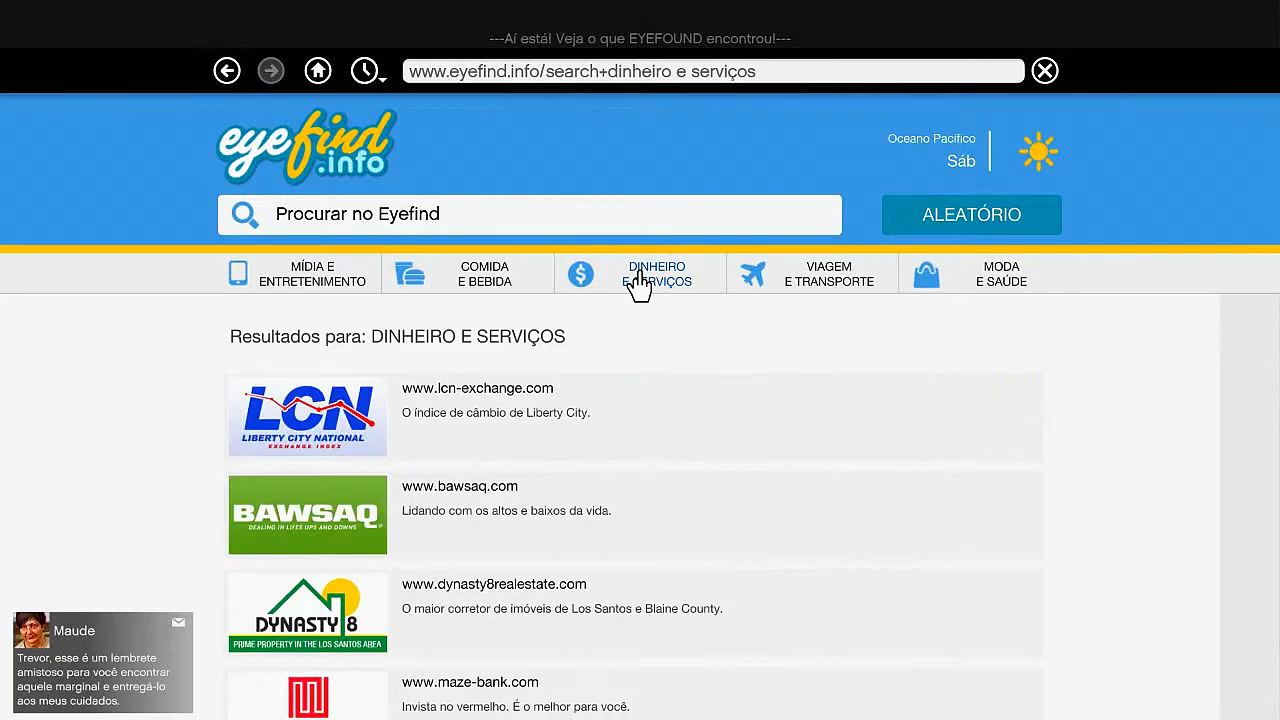 ---Aí está! Veja o que EYEFOUND encontrou!---
www.eyefind.info/search+dinheiro e serviços
eyefind
.info
Oceano Pacífico
Sáb
Procurar no Eyefind
ALEATÓRIO
MÍDIA E
ENTRETENIMENTO
COMIDA
E BEBIDA
DINHEIRO
E SERVIÇOS
VIAGEM
E TRANSPORTE
MODA
E SAÚDE
Resultados para: DINHEIRO E SERVIÇOS
LCN
LIBERTY CITY NATIONAL
EXCHANGE INDEX
www.lcn-exchange.com
O índice de câmbio de Liberty City.
BAWSAQ
DEALING IN LIFES UPS AND DOWNS
www.bawsaq.com
Lidando com os altos e baixos da vida.
DYNASTY 8
PRIME PROPERTY IN THE LOS SANTOS AREA
www.dynasty8realestate.com
O maior corretor de imóveis de Los Santos e Blaine County.
www.maze-bank.com
Invista no vermelho. É o melhor para você.
Maude
Trevor, esse é um lembrete
amistoso para você encontrar
aquele marginal e entregá-lo
aos meus cuidados.